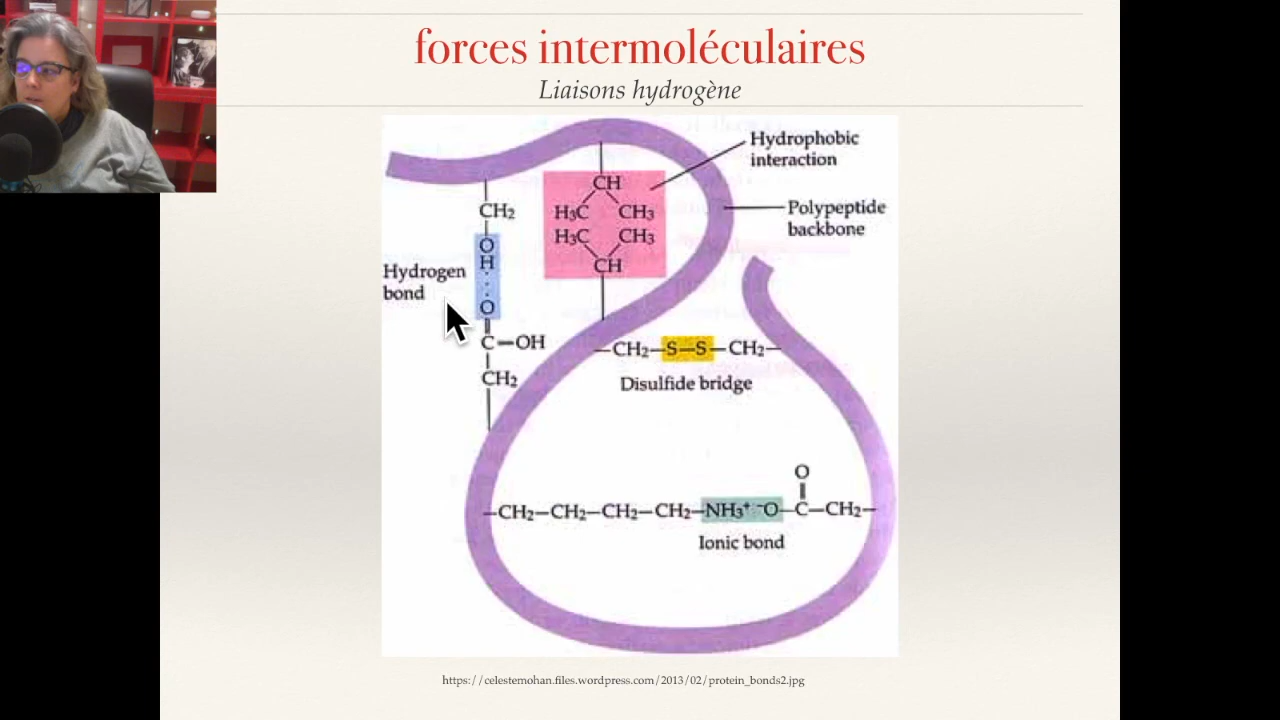 forces intermoléculaires
Liaisons hydrogène
Hydrophobic
interaction
Polypeptide
backbone
CH
H₃C CH₃
H₃C CH₃
CH
CH₂
O
H
O
C—OH
CH₂
Hydrogen
bond
—CH₂—S—S—CH₂—
Disulfide bridge
O
—CH₂—CH₂—CH₂—CH₂—NH₃⁺ ⁻O—C—CH₂—
Ionic bond
https://celestemohan.files.wordpress.com/2013/02/protein_bonds2.jpg